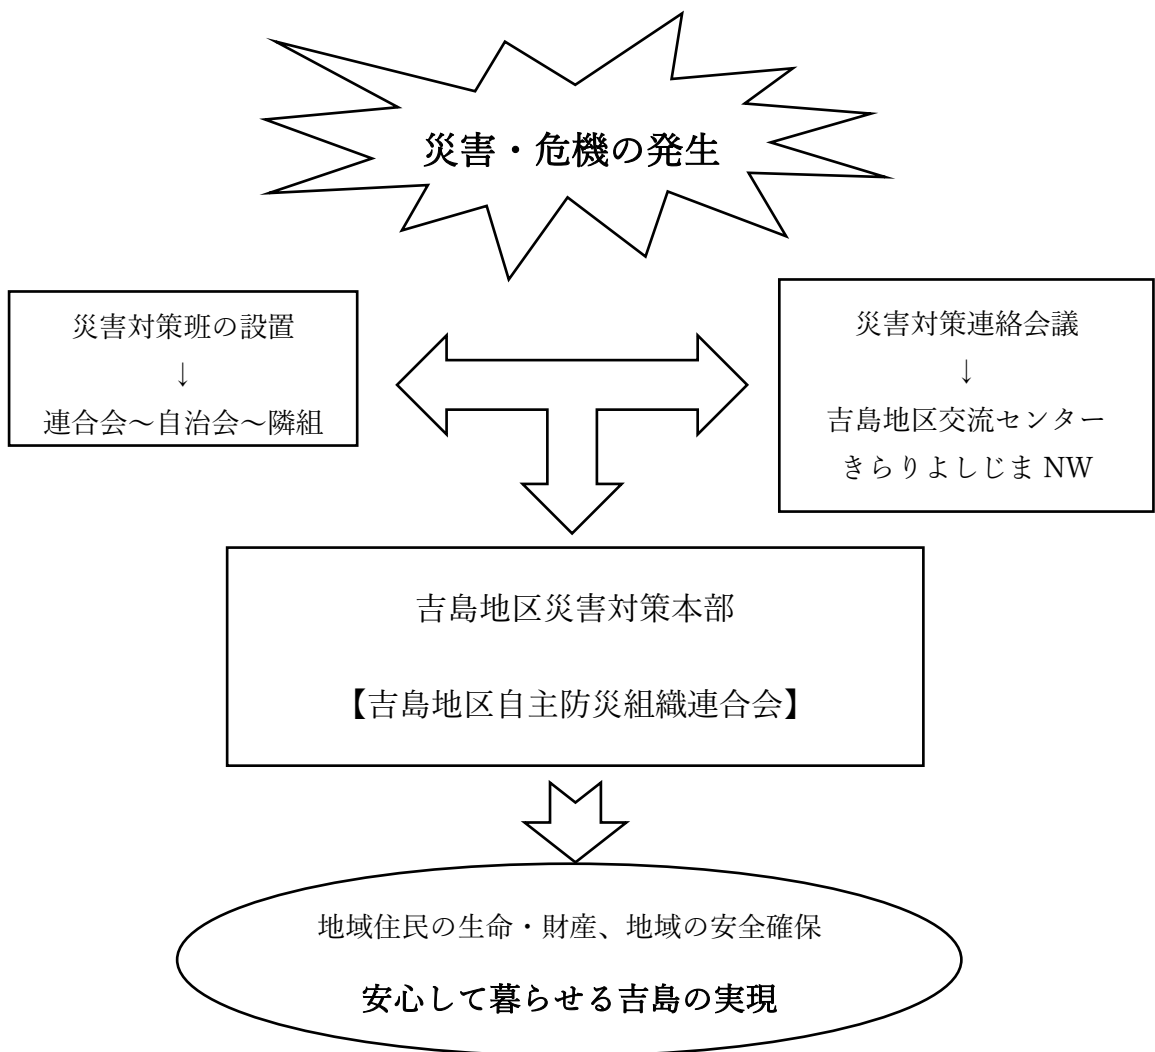 災害・危機の発生
災害対策班の設置
↓
連合会～自治会～隣組
災害対策連絡会議
↓
吉島地区交流センター
きらりよしじま NW
吉島地区災害対策本部
【吉島地区自主防災組織連合会】
地域住民の生命・財産、地域の安全確保
安心して暮らせる吉島の実現